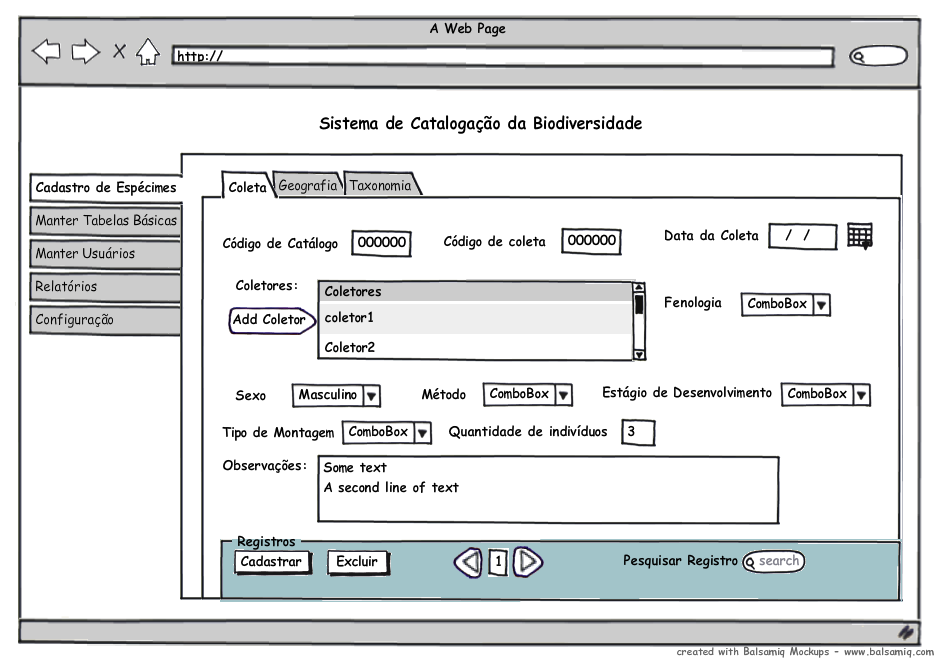 A Web Page
http://
Sistema de Catalogação da Biodiversidade
Cadastro de Espécimes
Manter Tabelas Básicas
Manter Usuários
Relatórios
Configuração
Coleta Geografia Taxonomia
Código de Catálogo 000000 Código de coleta 000000 Data da Coleta / /
Coletores:
Add Coletor
Coletores
coletor1
Coletor2
Fenologia ComboBox
Sexo Masculino Método ComboBox Estágio de Desenvolvimento ComboBox
Tipo de Montagem ComboBox Quantidade de indivíduos 3
Observações:
Some text
A second line of text
Registros
Cadastrar Excluir 1 Pesquisar Registro search
created with Balsamiq Mockups - www.balsamiq.com